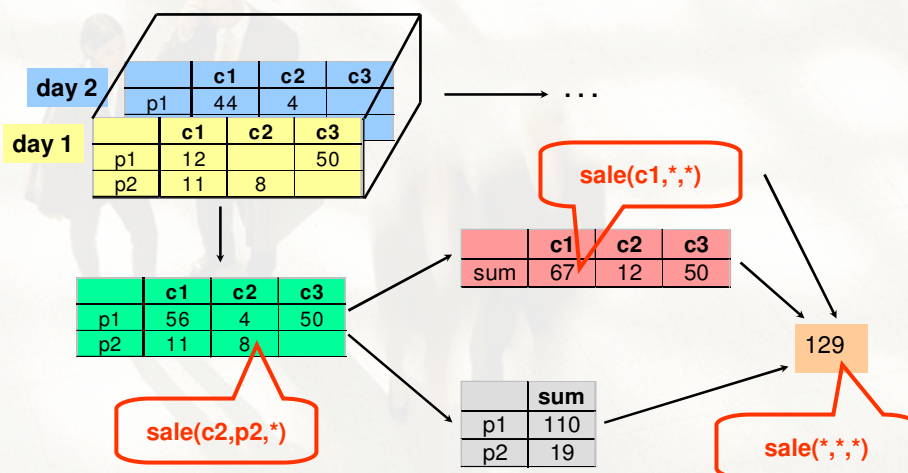 c1 c2 c3
day 2
p1 44 4
. . .
day 1
c1 c2 c3
p1 12 50
p2 11 8
sale(c1,*,*)
c1 c2 c3
sum 67 12 50
c1 c2 c3
p1 56 4 50
p2 11 8
129
sale(c2,p2,*)
sum
p1 110
p2 19
sale(*,*,*)